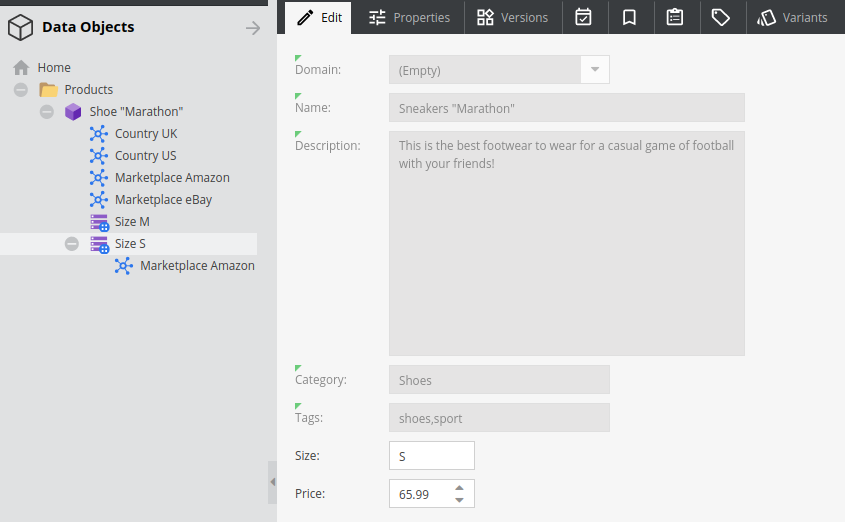 Data Objects
Home
Products
Shoe "Marathon"
Country UK
Country US
Marketplace Amazon
Marketplace eBay
Size M
Size S
Marketplace Amazon
Edit
Properties
Versions
Variants
Domain:
(Empty)
Name:
Sneakers "Marathon"
Description:
This is the best footwear to wear for a casual game of football
with your friends!
Category:
Shoes
Tags:
shoes,sport
Size:
S
Price:
65.99